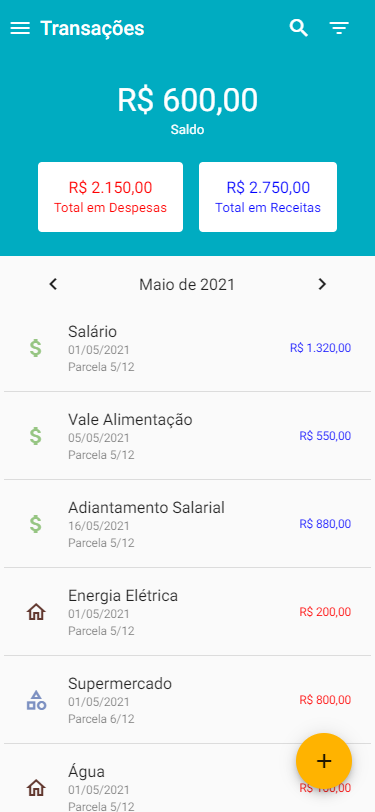 Transações
R$ 600,00
Saldo
R$ 2.150,00
Total em Despesas
R$ 2.750,00
Total em Receitas
Maio de 2021
Salário
01/05/2021
Parcela 5/12
R$ 1.320,00
Vale Alimentação
05/05/2021
Parcela 5/12
R$ 550,00
Adiantamento Salarial
16/05/2021
Parcela 5/12
R$ 880,00
Energia Elétrica
01/05/2021
Parcela 5/12
R$ 200,00
Supermercado
01/05/2021
Parcela 6/12
R$ 800,00
Água
01/05/2021
Parcela 5/12
R$